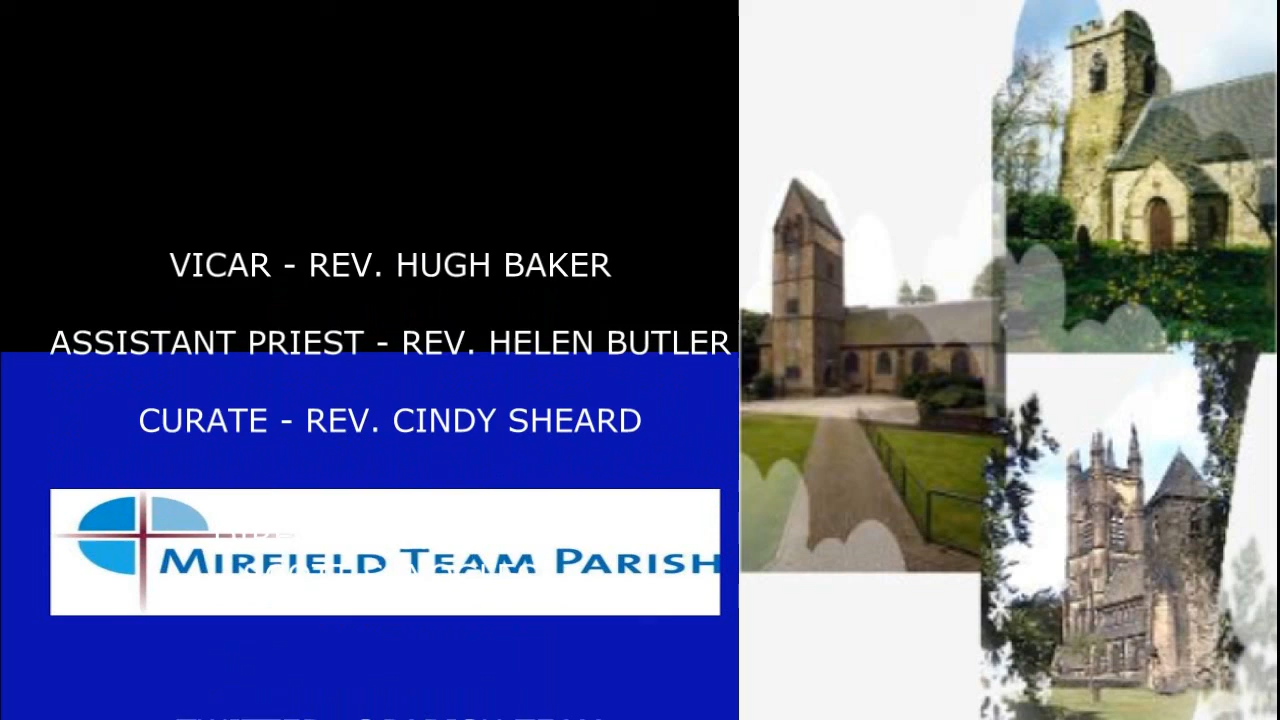 VICAR - REV. HUGH BAKER
ASSISTANT PRIEST - REV. HELEN BUTLER
CURATE - REV. CINDY SHEARD
MIRFIELD TEAM PARISH